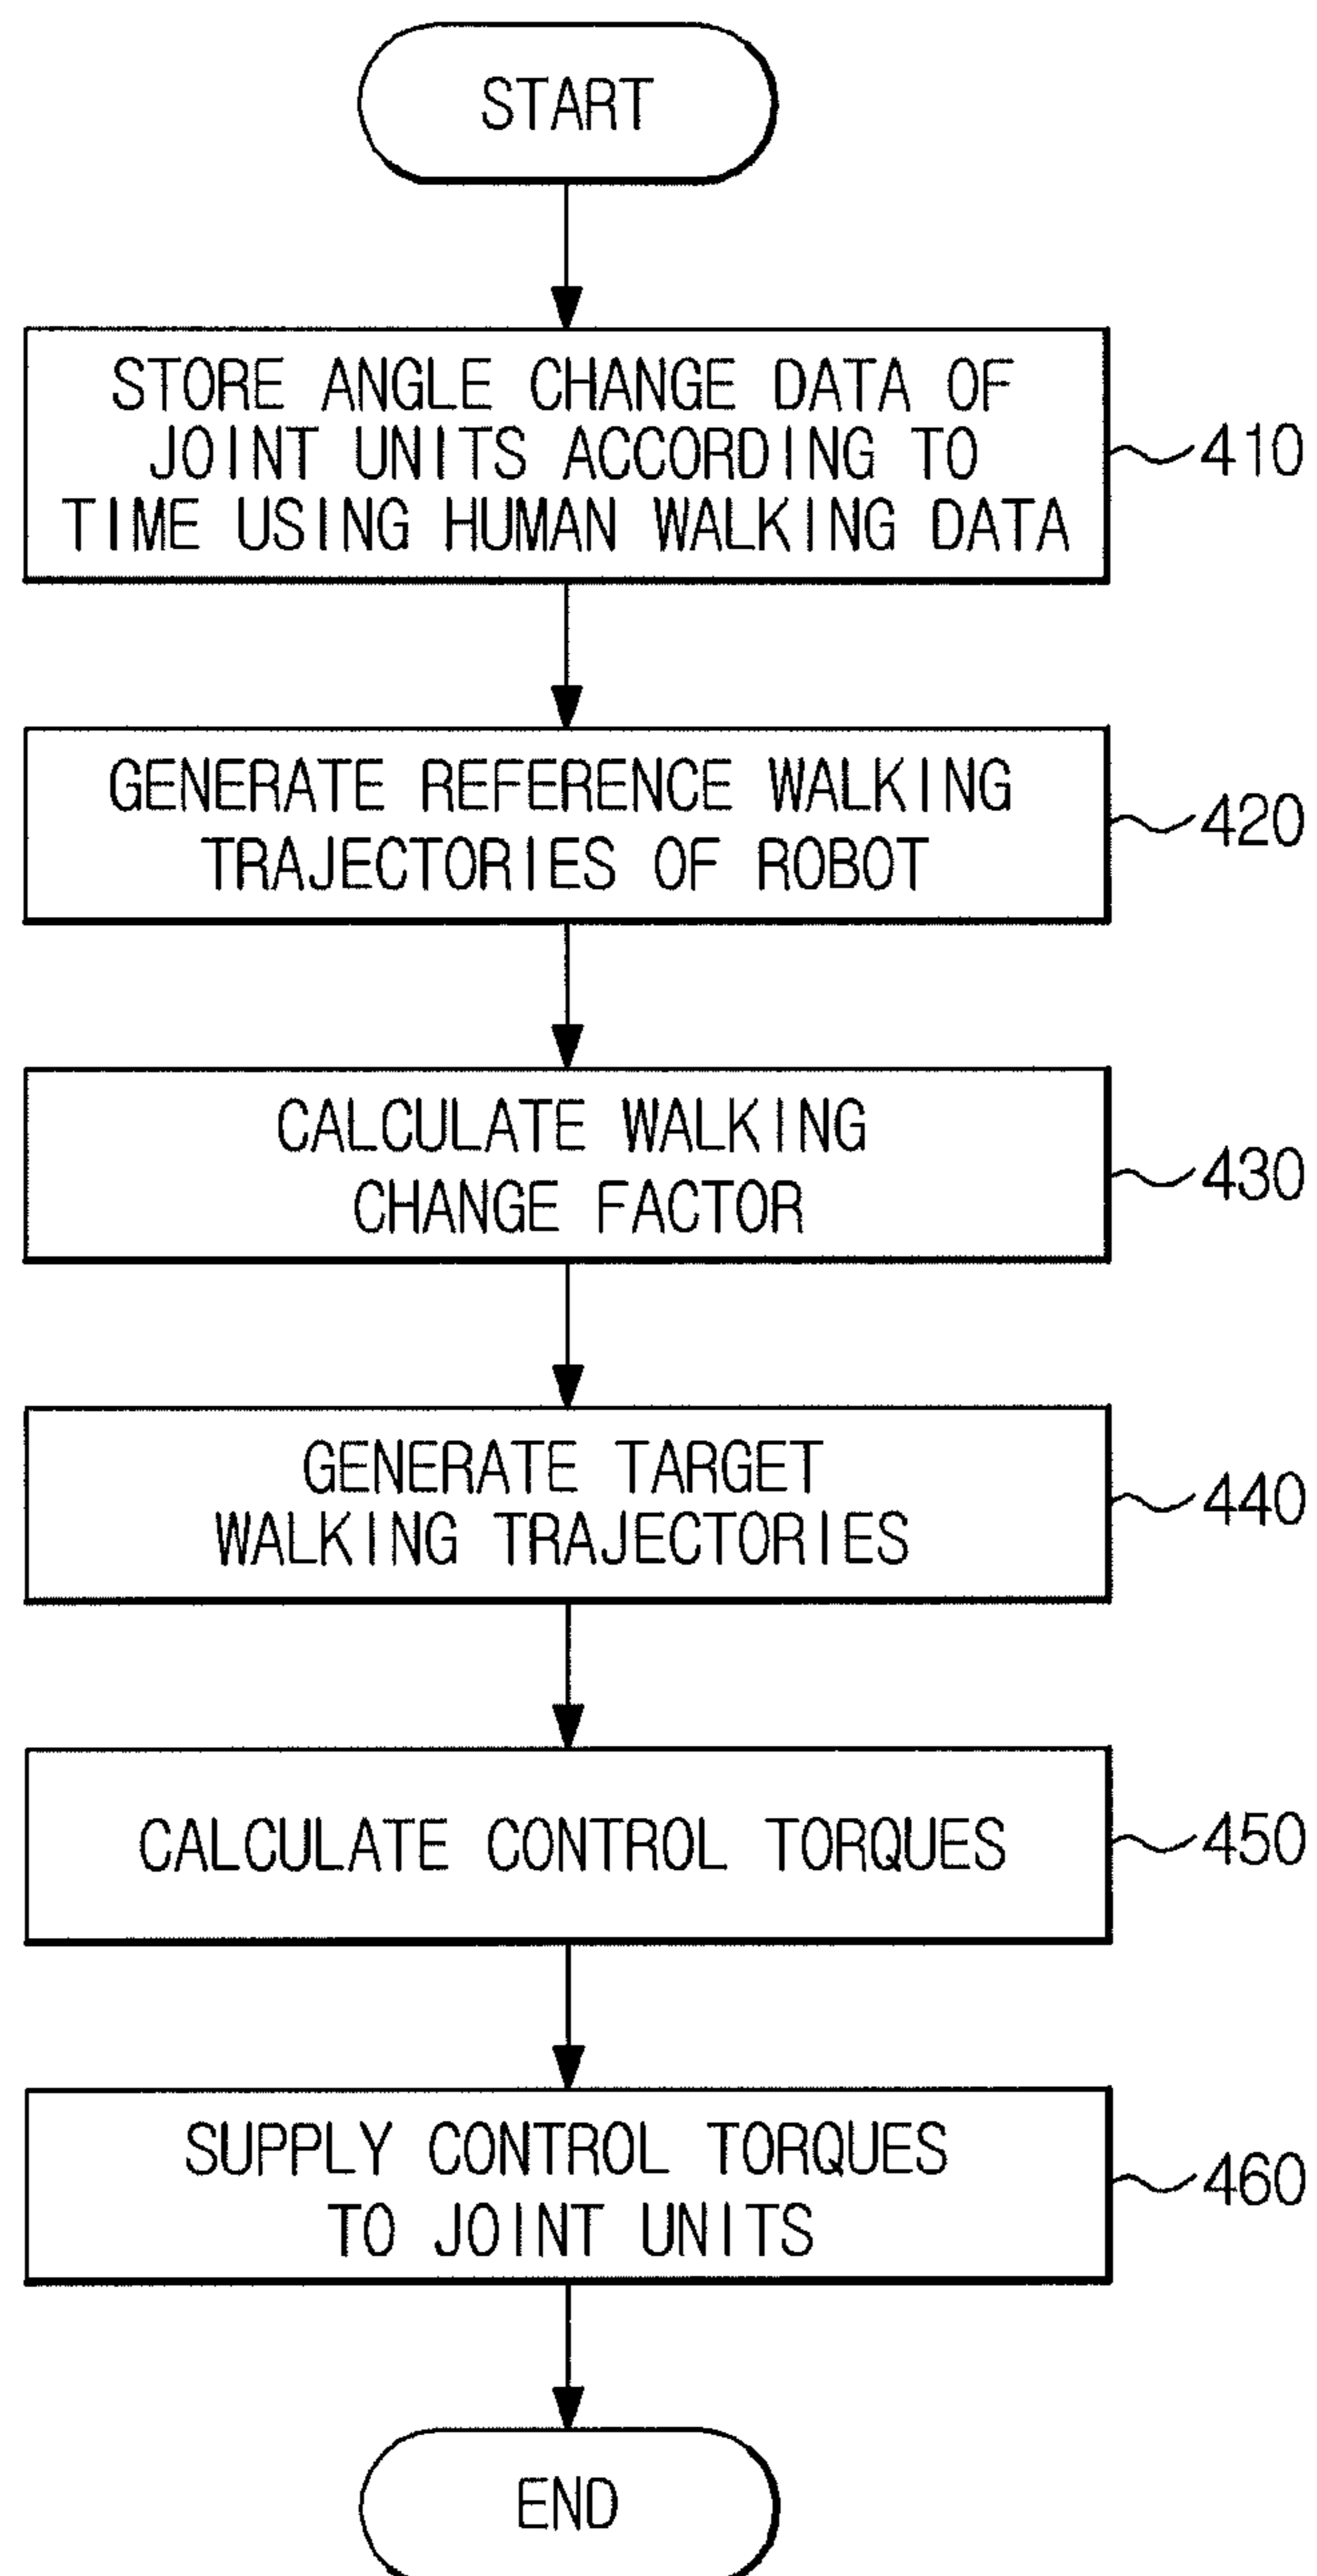 START
STORE ANGLE CHANGE DATA OF
JOINT UNITS ACCORDING TO
TIME USING HUMAN WALKING DATA
410
GENERATE REFERENCE WALKING
TRAJECTORIES OF ROBOT
420
CALCULATE WALKING
CHANGE FACTOR
430
GENERATE TARGET
WALKING TRAJECTORIES
440
CALCULATE CONTROL TORQUES
450
SUPPLY CONTROL TORQUES
TO JOINT UNITS
460
END